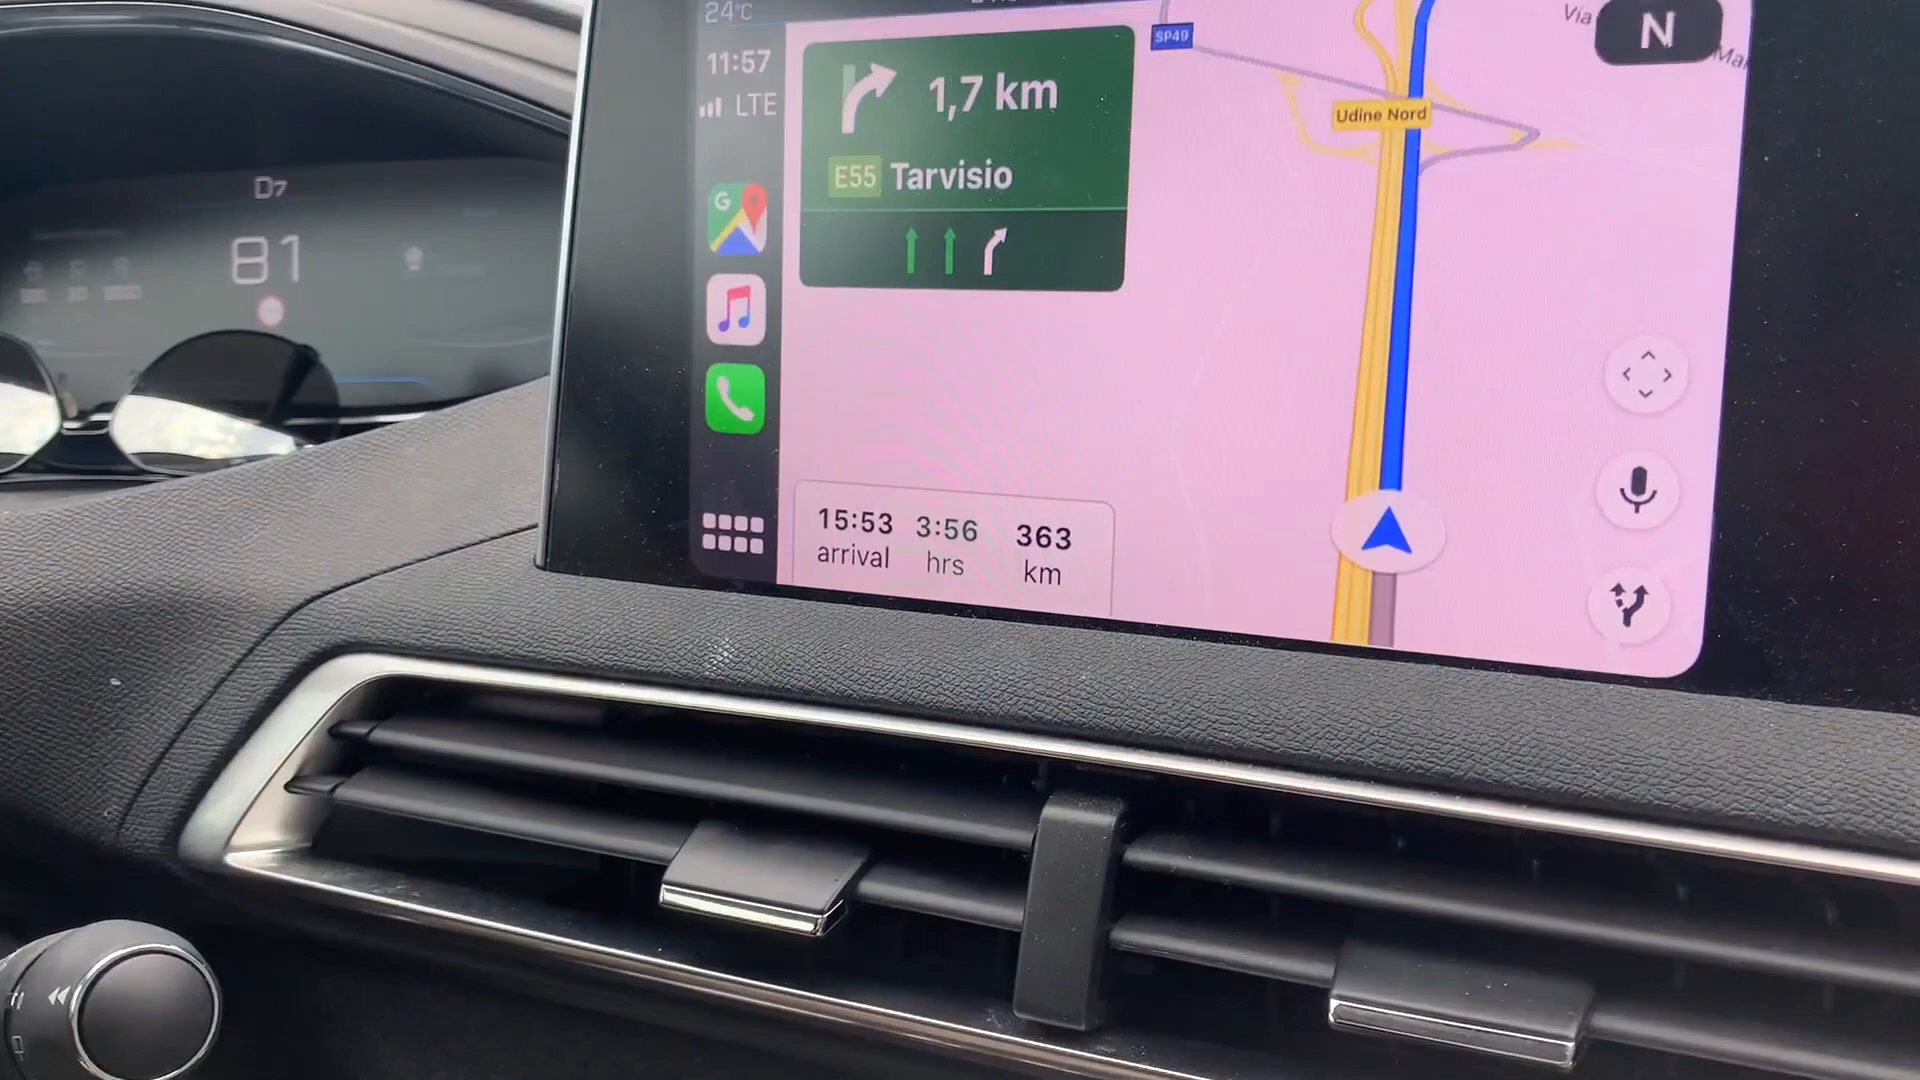 24°C
11:57
LTE
1,7 km
E55 Tarvisio
SP49
Udine Nord
Via
N
Mar
D7
81
G
15:53 3:56 363
arrival hrs km